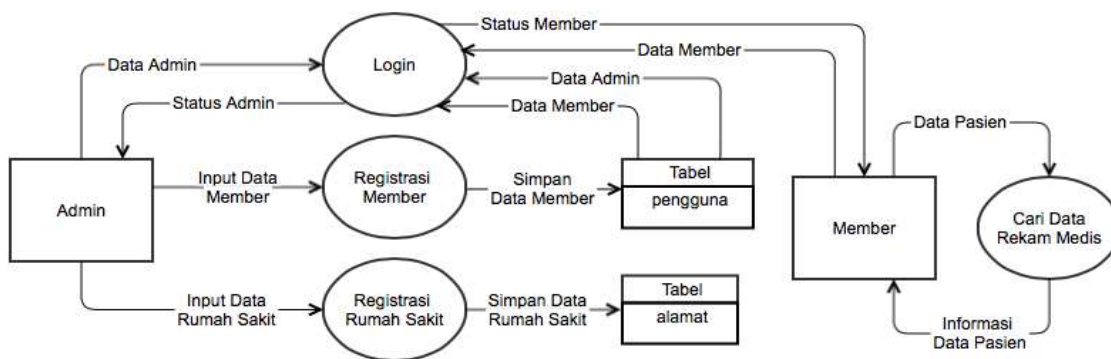 Status Member
Data Member
Data Admin
Login
Data Admin
Status Admin
Data Member
Data Pasien
Admin
Input Data
Member
Registrasi
Member
Simpan
Data Member
Tabel
pengguna
Member
Cari Data
Rekam Medis
Input Data
Rumah Sakit
Registrasi
Rumah Sakit
Simpan Data
Rumah Sakit
Tabel
alamat
Informasi
Data Pasien